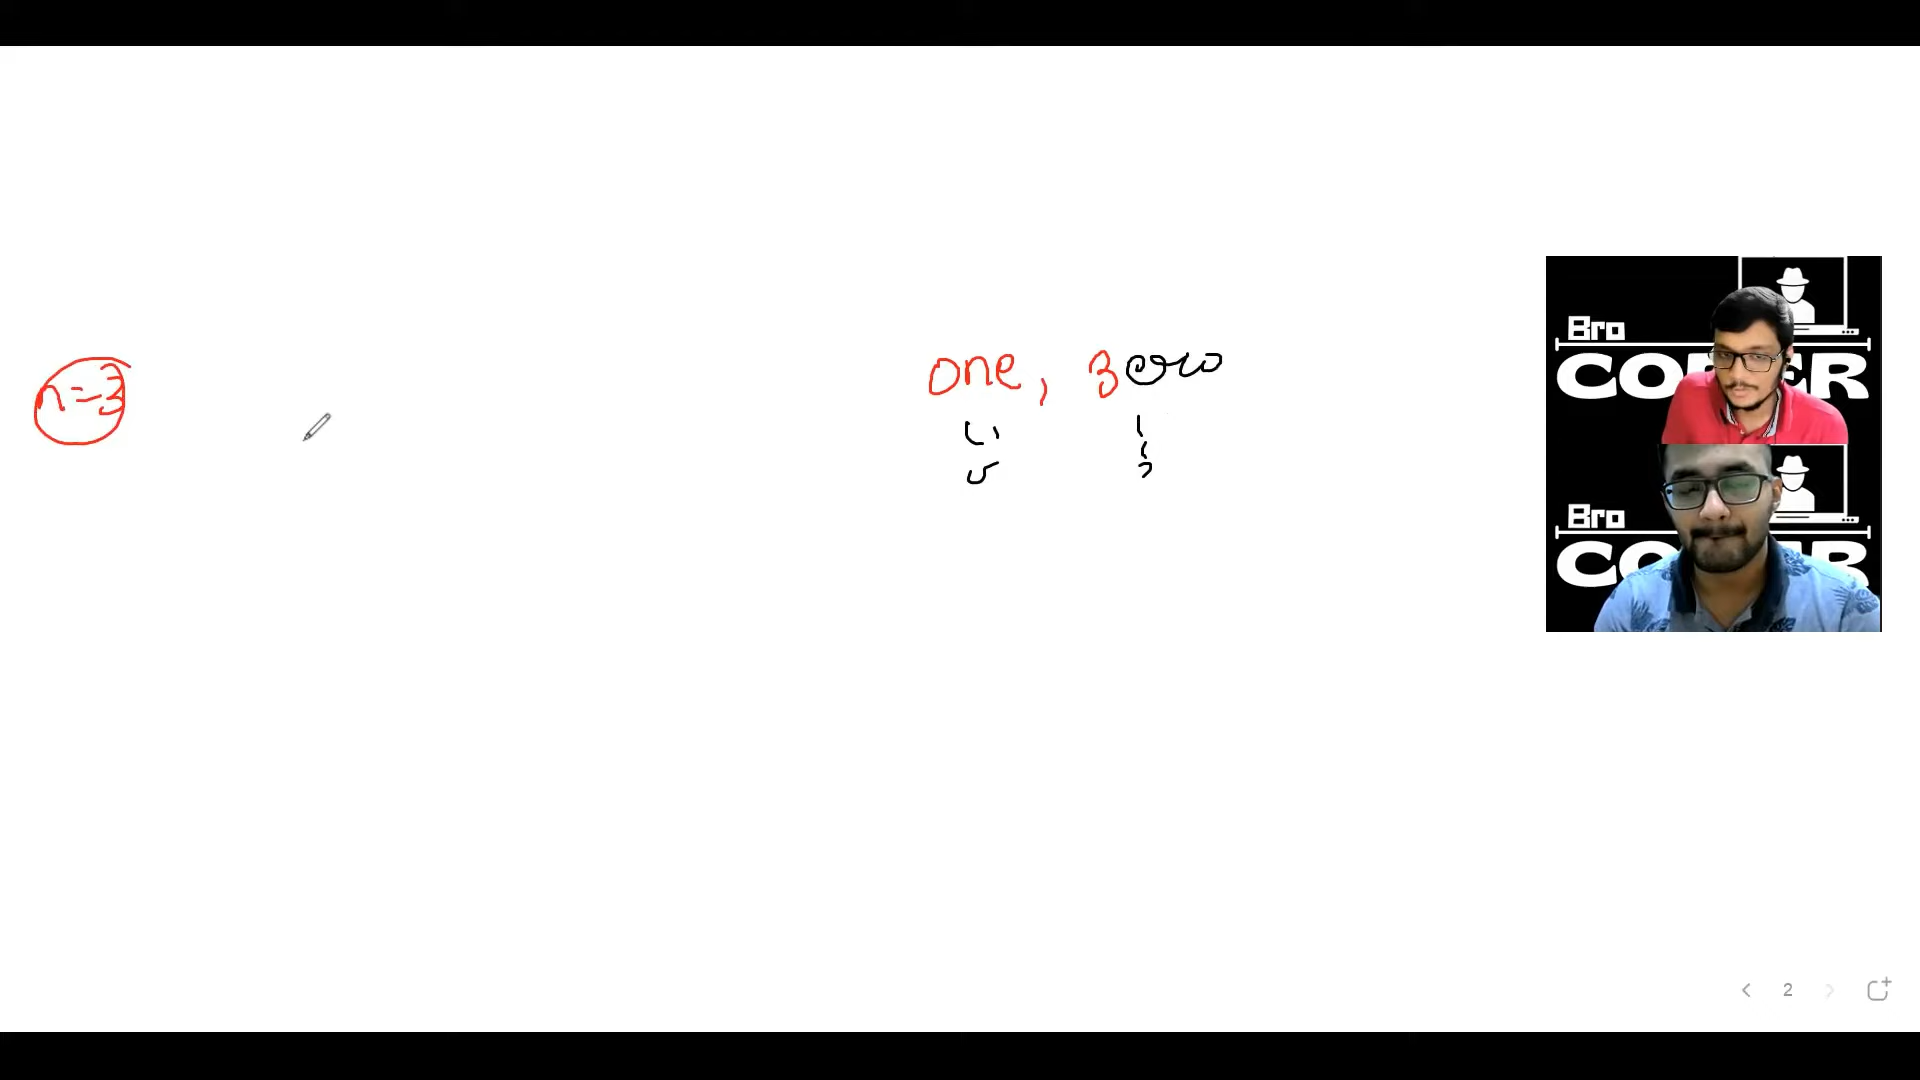 n=3
one, zero
Bro
CODER
Bro
CODER
2